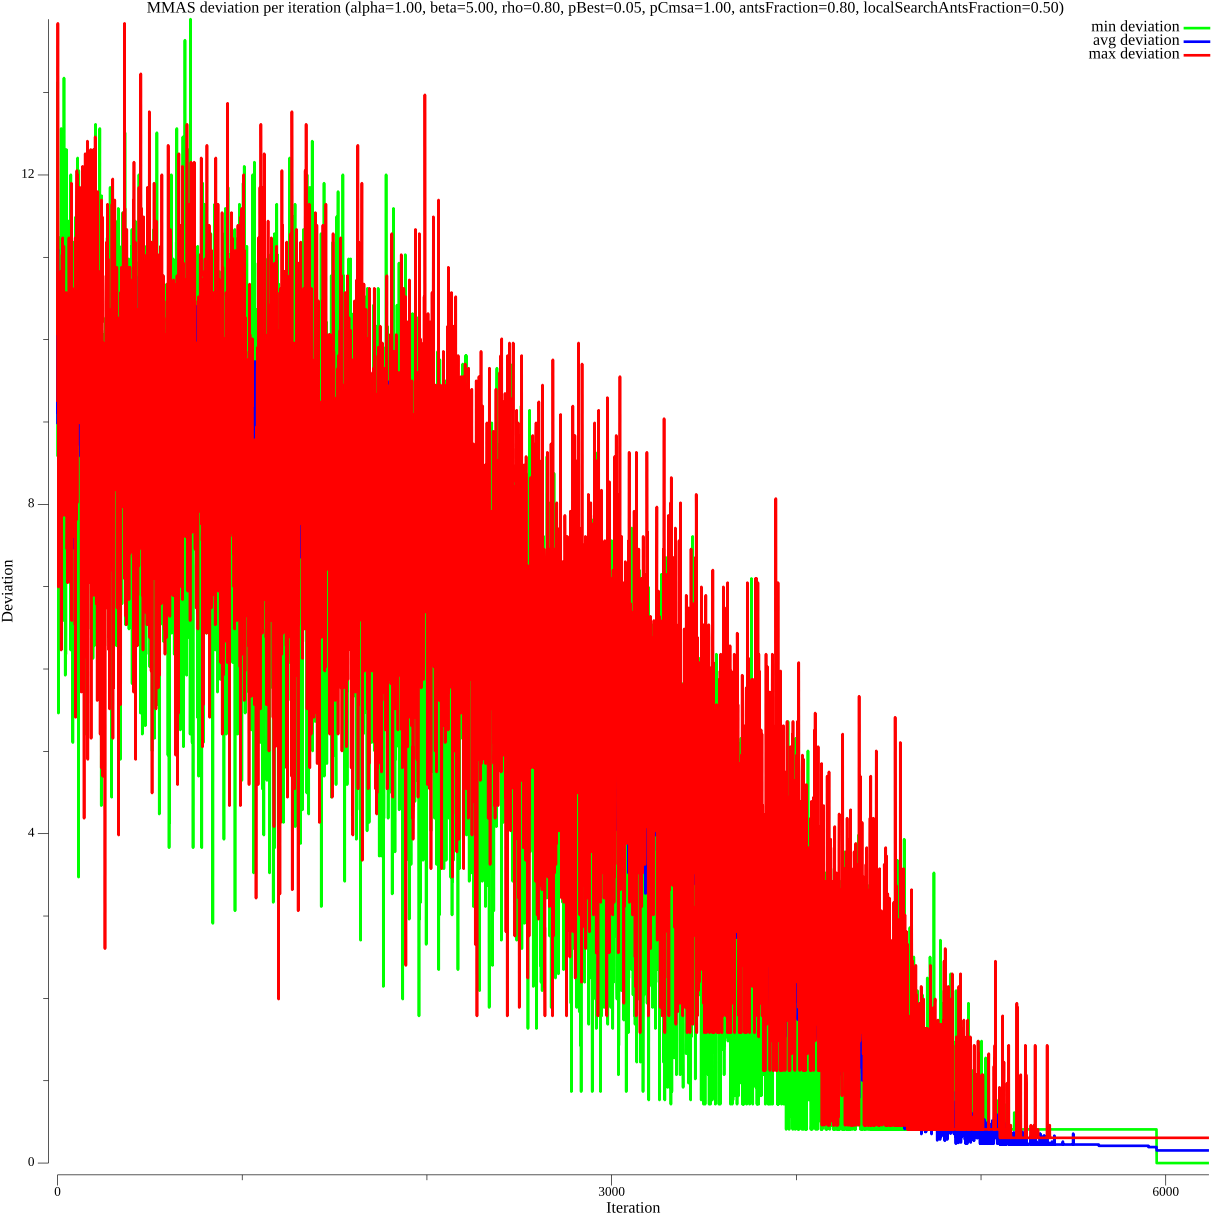 MMAS deviation per iteration (alpha=1.00, beta=5.00, rho=0.80, pBest=0.05, pCmsa=1.00, antsFraction=0.80, localSearchAntsFraction=0.50)
min deviation
avg deviation
max deviation
12
8
4
0
Deviation
0
3000
6000
Iteration